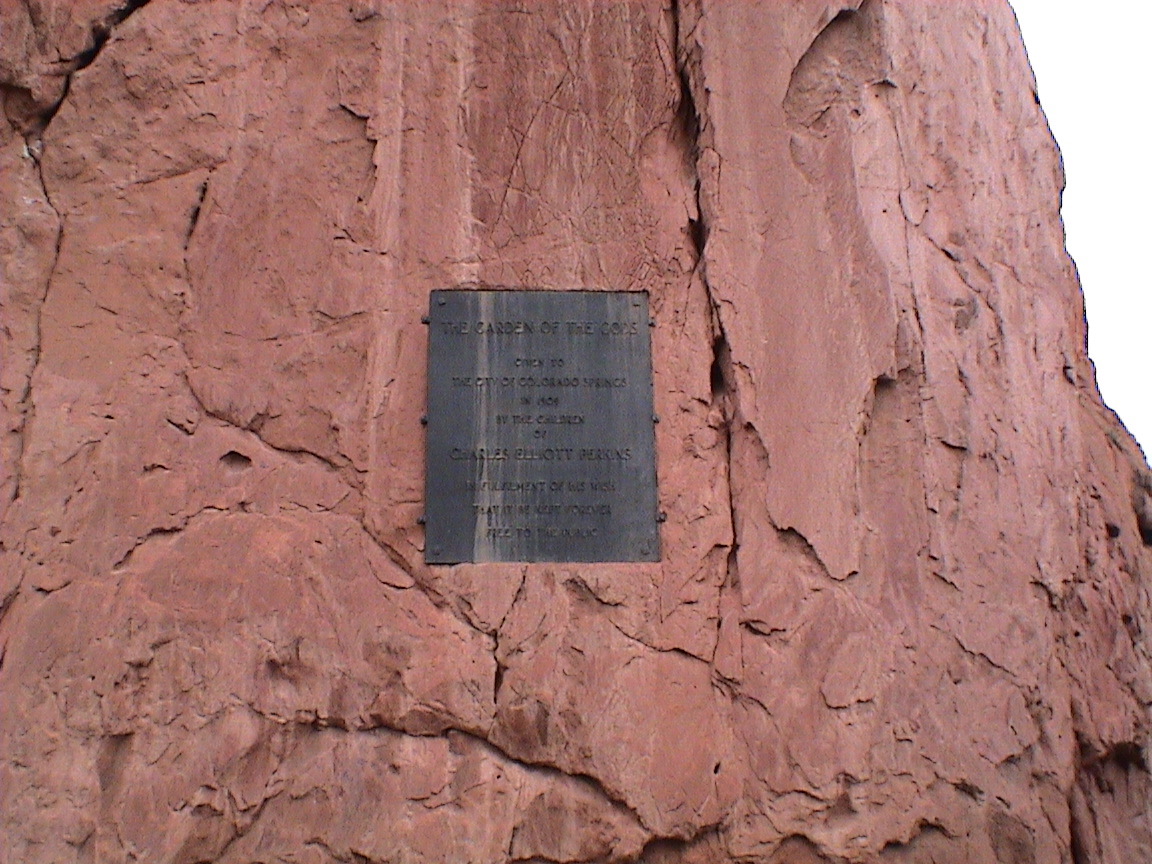 THE GARDEN OF THE GODS
GIVEN TO
THE CITY OF COLORADO SPRINGS
IN 1909
BY THE CHILDREN
OF
CHARLES ELLIOTT PERKINS
IN FULFILLMENT OF HIS WISH
THAT IT BE KEPT FOREVER
FREE TO THE PUBLIC